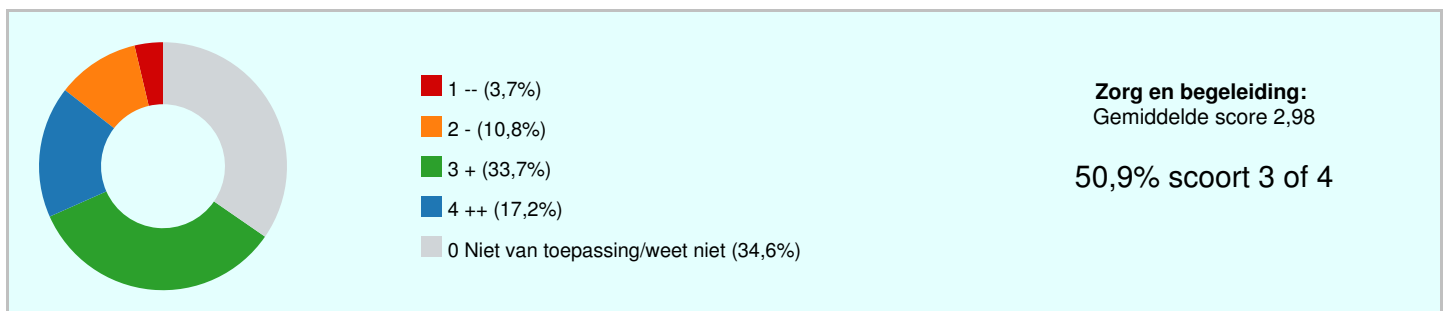 1 -- (3,7%)
2 - (10,8%)
3 + (33,7%)
4 ++ (17,2%)
0 Niet van toepassing/weet niet (34,6%)
Zorg en begeleiding:
Gemiddelde score 2,98
50,9% scoort 3 of 4